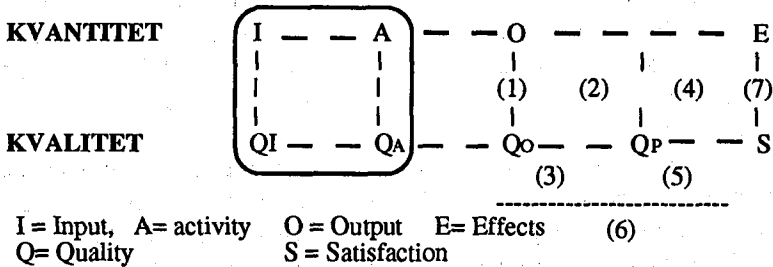 KVANTITET I A O E
(1) (2) (4) (7)
KVALITET QI QA QO QP S
(3) (5)
I = Input, A= activity O = Output E= Effects (6)
Q= Quality S = Satisfaction